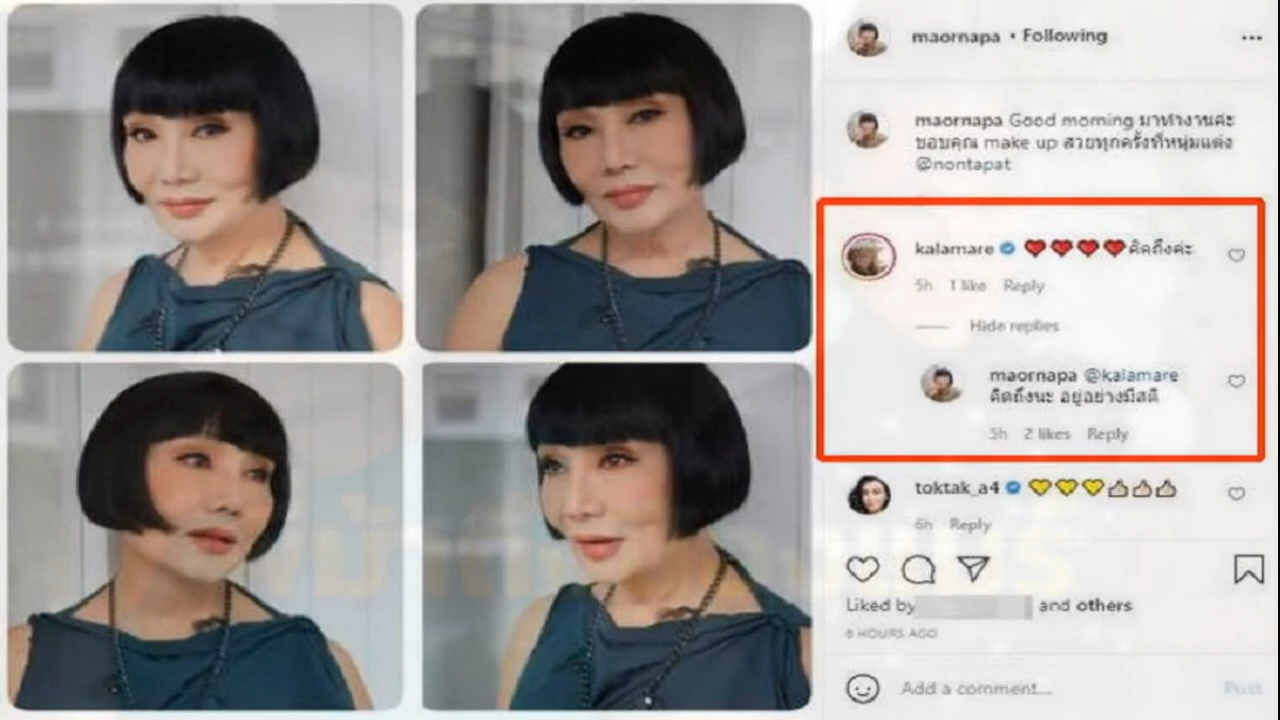 maornapa • Following
maornapa Good morning มาทำงานค่ะ
ขอบคุณ make up สวยทุกครั้งที่หนุ่มแต่ง
@nontapat
kalamare ❤️❤️❤️❤️คิดถึงค่ะ
5h 1 like Reply
Hide replies
maornapa @kalamare
คิดถึงนะ อยู่อย่างมีสติ
5h 2 likes Reply
toktak_a4 💛💛💛👍🏻👍🏻👍🏻
6h Reply
Liked by and others
6 HOURS AGO
Add a comment... Post